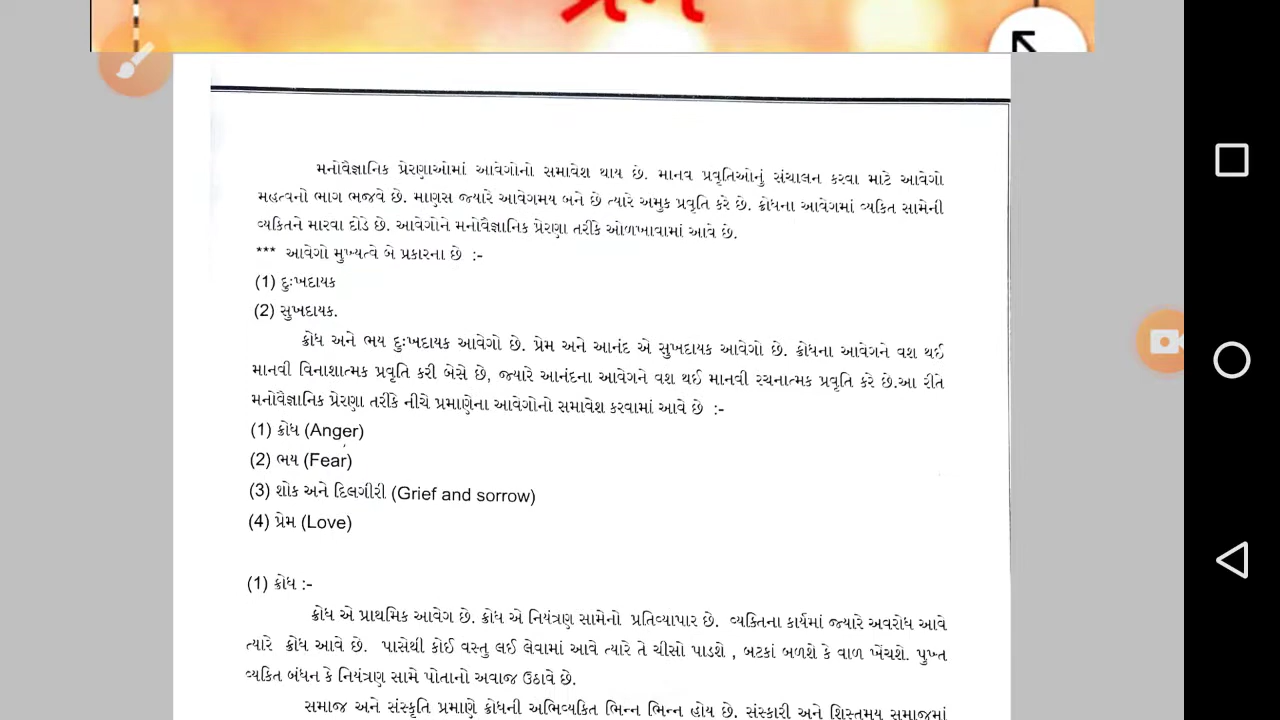 મનોવૈજ્ઞાનિક પ્રેરણાઓમાં આવેગોનો સમાવેશ થાય છે. માનવ પ્રવૃતિઓનું સંચાલન કરવા માટે આવેગો
મહત્વનો ભાગ ભજવે છે. માણસ જ્યારે આવેગમય બને છે ત્યારે અમુક પ્રવૃતિ કરે છે. ક્રોધના આવેગમાં વ્યકિત સામેની
વ્યકિતને મારવા દોડે છે. આવેગોને મનોવૈજ્ઞાનિક પ્રેરણા તરીકે ઓળખાવામાં આવે છે.
*** આવેગો મુખ્યત્વે બે પ્રકારના છે :-
(1) દુઃખદાયક
(2) સુખદાયક.
ક્રોધ અને ભય દુઃખદાયક આવેગો છે. પ્રેમ અને આનંદ એ સુખદાયક આવેગો છે. ક્રોધના આવેગને વશ થઈ
માનવી વિનાશાત્મક પ્રવૃતિ કરી બેસે છે, જ્યારે આનંદના આવેગને વશ થઈ માનવી રચનાત્મક પ્રવૃતિ કરે છે.આ રીતે
મનોવૈજ્ઞાનિક પ્રેરણા તરીકે નીચે પ્રમાણેના આવેગોનો સમાવેશ કરવામાં આવે છે :-
(1) ક્રોધ (Anger)
(2) ભય (Fear)
(3) શોક અને દિલગીરી (Grief and sorrow)
(4) પ્રેમ (Love)
(1) ક્રોધ :-
ક્રોધ એ પ્રાથમિક આવેગ છે. ક્રોધ એ નિયંત્રણ સામેનો પ્રતિવ્યાપાર છે. વ્યકિતના કાર્યમાં જ્યારે અવરોધ આવે
ત્યારે ક્રોધ આવે છે. પાસેથી કોઈ વસ્તુ લઈ લેવામાં આવે ત્યારે તે ચીસો પાડશે , બટકાં બળશે કે વાળ ખેંચશે. પુખ્ત
વ્યકિત બંધન કે નિયંત્રણ સામે પોતાનો અવાજ ઉઠાવે છે.
સમાજ અને સંસ્કૃતિ પ્રમાણે ક્રોધની અભિવ્યકિત ભિન્ન ભિન્ન હોય છે. સંસ્કારી અને શિસ્તમય સમાજમાં